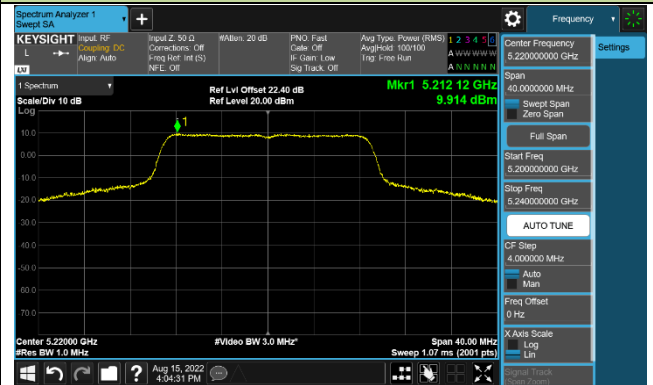 Spectrum Analyzer 1
Swept SA
Frequency
KEYSIGHT
L
Input: RF
Coupling: DC
Align: Auto
Input Z: 50 Ω
Corrections: Off
Freq Ref: Int (S)
NFE: Off
#Atten: 20 dB
PNO: Fast
Gate: Off
IF Gain: Low
Sig Track: Off
Avg Type: Power (RMS)
Avg|Hold: 100/100
Trig: Free Run
1 2 3 4 5 6
A W W W W W
A N N N N N
1 Spectrum
Scale/Div 10 dB
Log
Ref Lvl Offset 22.40 dB
Ref Level 20.00 dBm
Mkr1 5.212 12 GHz
9.914 dBm
1
10.0
0.00
-10.0
-20.0
-30.0
-40.0
-50.0
-60.0
-70.0
Center 5.22000 GHz
#Res BW 1.0 MHz
#Video BW 3.0 MHz*
Span 40.00 MHz
Sweep 1.07 ms (2001 pts)
Aug 15, 2022
4:04:31 PM
Center Frequency
5.220000000 GHz
Span
40.0000000 MHz
Swept Span
Zero Span
Full Span
Start Freq
5.200000000 GHz
Stop Freq
5.240000000 GHz
AUTO TUNE
CF Step
4.000000 MHz
Auto
Man
Freq Offset
0 Hz
X Axis Scale
Log
Lin
Signal Track
(Span Zoom)
Settings